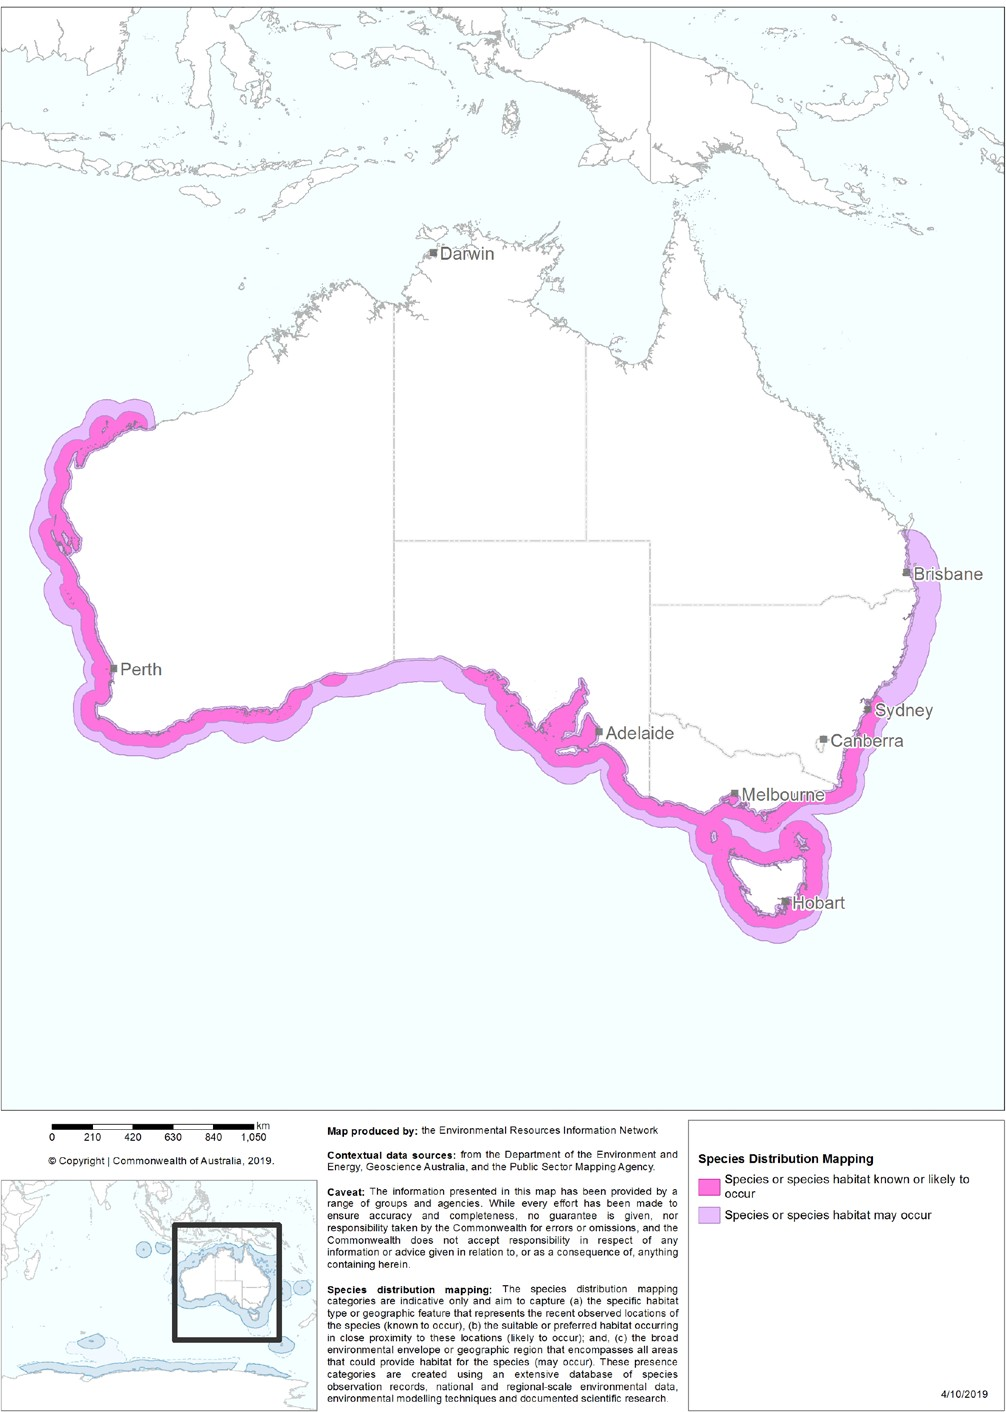 Darwin
Brisbane
Perth
Sydney
Adelaide
Canberra
Melbourne
Hobart
km
0 210 420 630 840 1,050
© Copyright | Commonwealth of Australia, 2019.
Map produced by: the Environmental Resources Information Network
Contextual data sources: from the Department of the Environment and
Energy, Geoscience Australia, and the Public Sector Mapping Agency.
Caveat: The information presented in this map has been provided by a
range of groups and agencies. While every effort has been made to
ensure accuracy and completeness, no guarantee is given, nor
responsibility taken by the Commonwealth for errors or omissions, and the
Commonwealth does not accept responsibility in respect of any
information or advice given in relation to, or as a consequence of, anything
containing herein.
Species distribution mapping: The species distribution mapping
categories are indicative only and aim to capture (a) the specific habitat
type or geographic feature that represents the recent observed locations of
the species (known to occur), (b) the suitable or preferred habitat occurring
in close proximity to these locations (likely to occur); and, (c) the broad
environmental envelope or geographic region that encompasses all areas
that could provide habitat for the species (may occur). These presence
categories are created using an extensive database of species
observation records, national and regional-scale environmental data,
environmental modelling techniques and documented scientific research.
Species Distribution Mapping
Species or species habitat known or likely to
occur
Species or species habitat may occur
4/10/2019